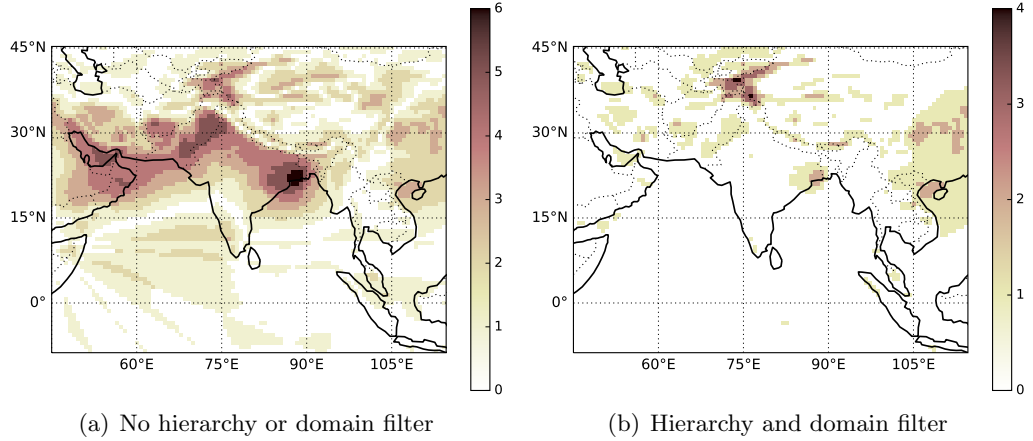 6
5
4
3
2
1
0
45°N
30°N
15°N
0°
60°E
75°E
90°E
105°E
(a) No hierarchy or domain filter
4
3
2
1
0
45°N
30°N
15°N
0°
60°E
75°E
90°E
105°E
(b) Hierarchy and domain filter